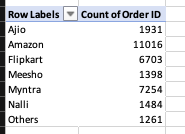 Row Labels Count of Order ID
Ajio 1931
Amazon 11016
Flipkart 6703
Meesho 1398
Myntra 7254
Nalli 1484
Others 1261